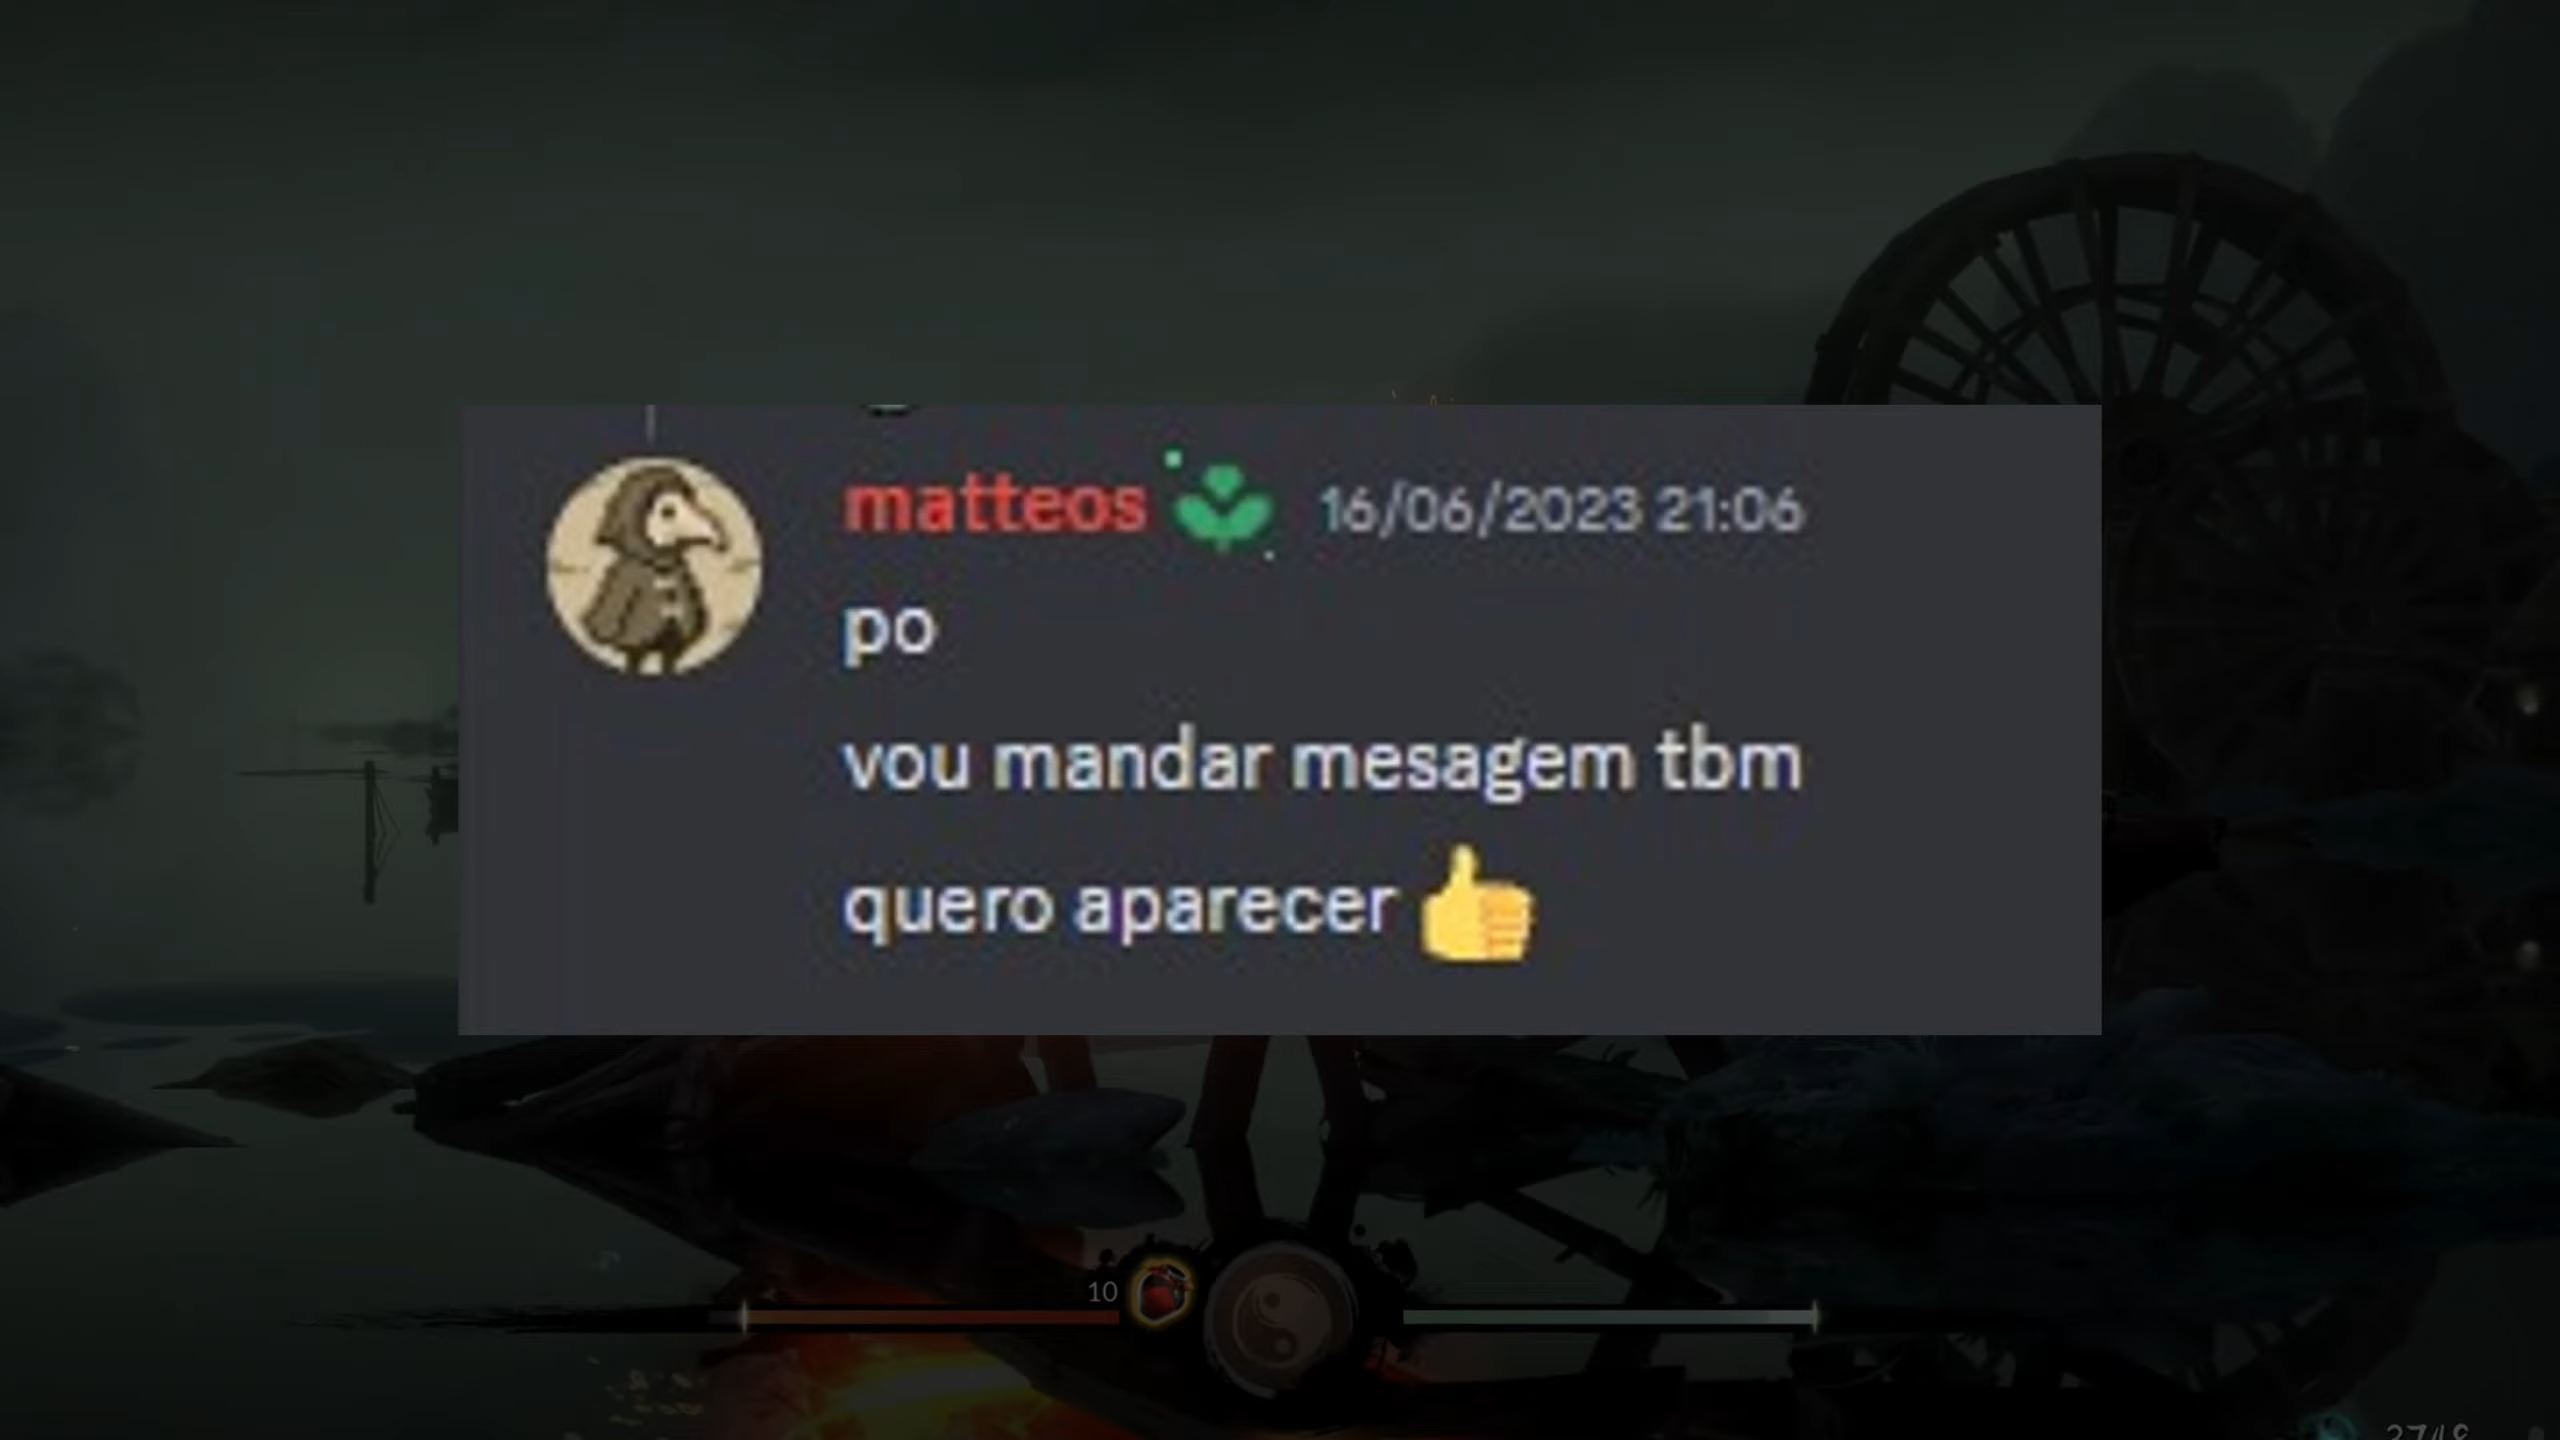 matteos 16/06/2023 21:06
po
vou mandar mesagem tbm
quero aparecer 👍
10